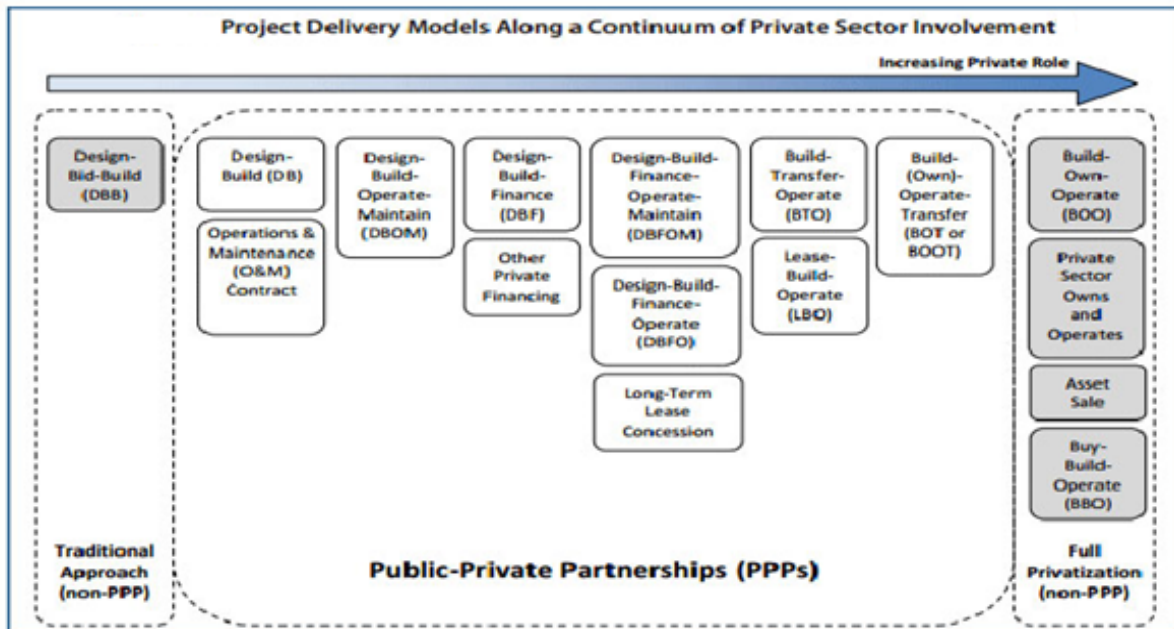 Project Delivery Models Along a Continuum of Private Sector Involvement
Increasing Private Role
Design-
Bid-Build
(DBB)
Design-
Build (DB)
Operations &
Maintenance
(O&M)
Contract
Design-
Build-
Operate-
Maintain
(DBOM)
Design-
Build-
Finance
(DBF)
Other
Private
Financing
Design-Build-
Finance-
Operate-
Maintain
(DBFOM)
Design-Build-
Finance-
Operate
(DBFO)
Long-Term
Lease
Concession
Build-
Transfer-
Operate
(BTO)
Lease-
Build-
Operate
(LBO)
Build-
(Own)-
Operate-
Transfer
(BOT or
BOOT)
Build-
Own-
Operate
(BOO)
Private
Sector
Owns
and
Operates
Asset
Sale
Buy-
Build-
Operate
(BBO)
Traditional
Approach
(non-PPP)
Public-Private Partnerships (PPPs)
Full
Privatization
(non-PPP)